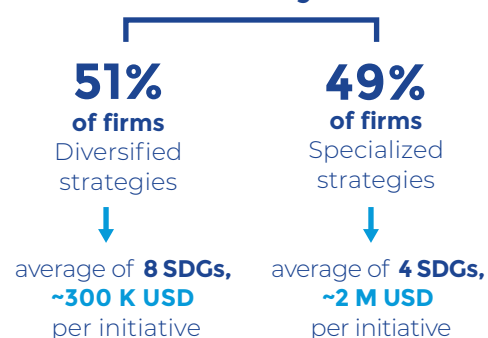 51%
of firms
Diversified
strategies
average of 8 SDGs,
~300 K USD
per initiative
49%
of firms
Specialized
strategies
average of 4 SDGs,
~2 M USD
per initiative